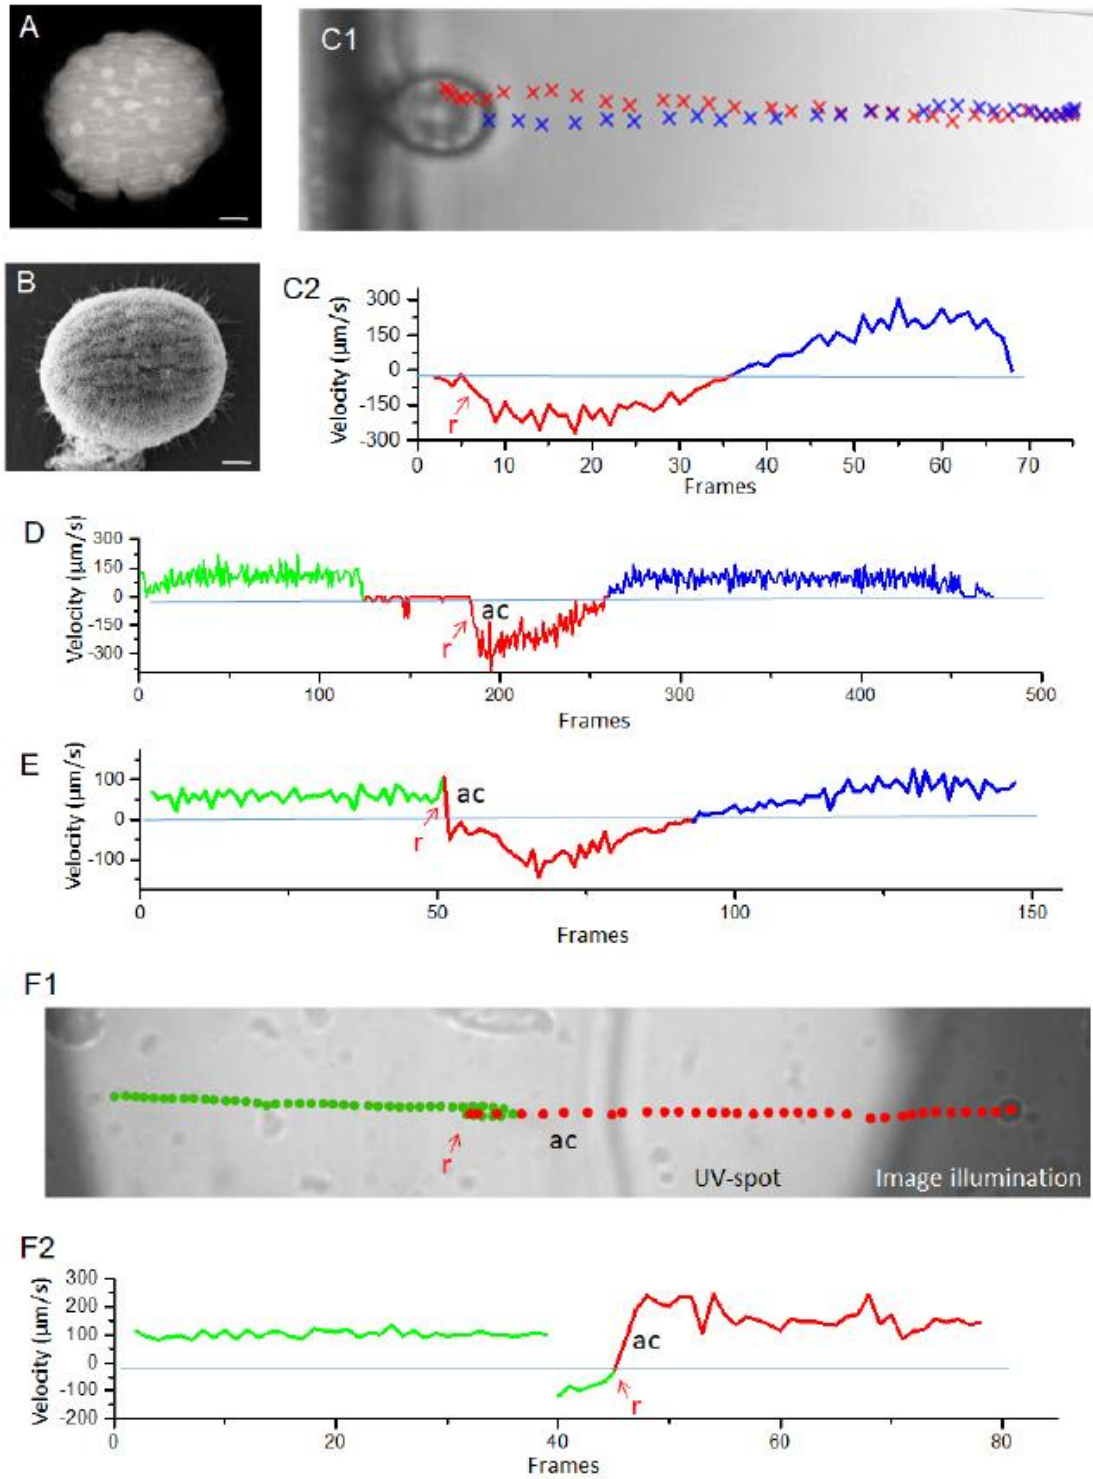 A
C1
B
C2
Velocity (µm/s)
300
150
0
-150
-300
r
0 10 20 30 40 50 60 70
Frames
D
Velocity (µm/s)
300
150
0
-150
-300
ac
r
0 100 200 300 400 500
Frames
E
Velocity (µm/s)
100
0
-100
ac
r
0 50 100 150
Frames
F1
r
ac
UV-spot
Image illumination
F2
Velocity (µm/s)
300
200
100
0
-100
-200
ac
r
0 20 40 60 80
Frames